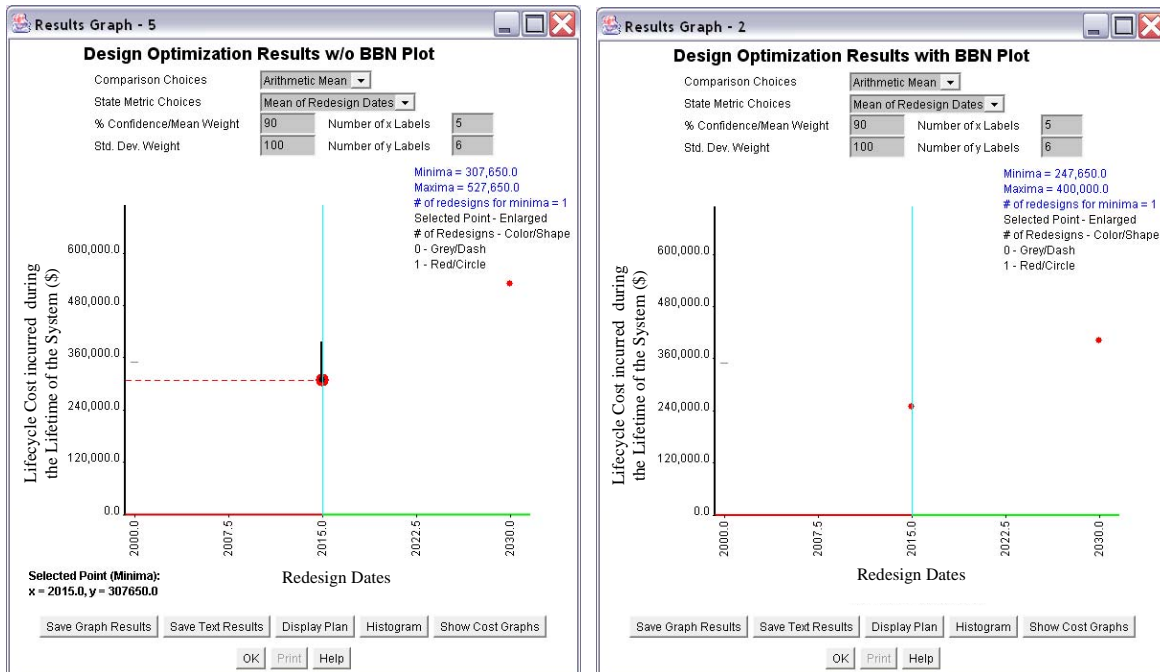 Results Graph - 5
Design Optimization Results w/o BBN Plot
Comparison Choices Arithmetic Mean
State Metric Choices Mean of Redesign Dates
% Confidence/Mean Weight 90 Number of x Labels 5
Std. Dev. Weight 100 Number of y Labels 6
Minima = 307,650.0
Maxima = 527,650.0
# of redesigns for minima = 1
Selected Point - Enlarged
# of Redesigns - Color/Shape
0 - Grey/Dash
1 - Red/Circle
Lifecycle Cost incurred during
the Lifetime of the System ($)
600,000.0
480,000.0
360,000.0
240,000.0
120,000.0
0.0
2000.0 2007.5 2015.0 2022.5 2030.0
Redesign Dates
Selected Point (Minima):
x = 2015.0, y = 307650.0
Save Graph Results Save Text Results Display Plan Histogram Show Cost Graphs
OK Print Help
Results Graph - 2
Design Optimization Results with BBN Plot
Comparison Choices Arithmetic Mean
State Metric Choices Mean of Redesign Dates
% Confidence/Mean Weight 90 Number of x Labels 5
Std. Dev. Weight 100 Number of y Labels 6
Minima = 247,650.0
Maxima = 400,000.0
# of redesigns for minima = 1
Selected Point - Enlarged
# of Redesigns - Color/Shape
0 - Grey/Dash
1 - Red/Circle
Lifecycle Cost incurred during
the Lifetime of the System ($)
600,000.0
480,000.0
360,000.0
240,000.0
120,000.0
0.0
2000.0 2007.5 2015.0 2022.5 2030.0
Redesign Dates
Save Graph Results Save Text Results Display Plan Histogram Show Cost Graphs
OK Print Help